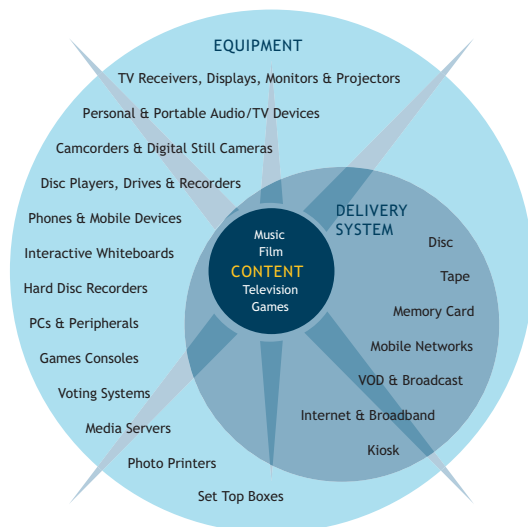 EQUIPMENT
TV Receivers, Displays, Monitors & Projectors
Personal & Portable Audio/TV Devices
Camcorders & Digital Still Cameras
Disc Players, Drives & Recorders
Phones & Mobile Devices
Interactive Whiteboards
Hard Disc Recorders
PCs & Peripherals
Games Consoles
Voting Systems
Media Servers
Photo Printers
Set Top Boxes
Music
Film
CONTENT
Television
Games
DELIVERY
SYSTEM
Disc
Tape
Memory Card
Mobile Networks
VOD & Broadcast
Internet & Broadband
Kiosk